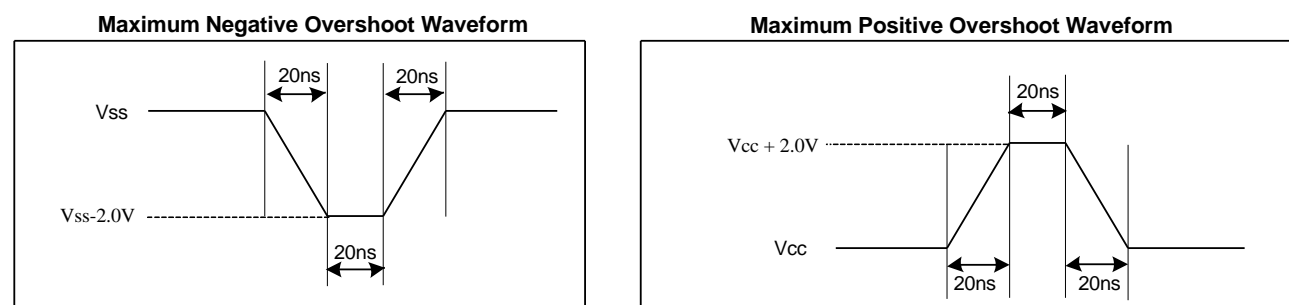 Maximum Negative Overshoot Waveform
20ns
20ns
Vss
Vss-2.0V
20ns
Maximum Positive Overshoot Waveform
20ns
Vcc + 2.0V
Vcc
20ns
20ns